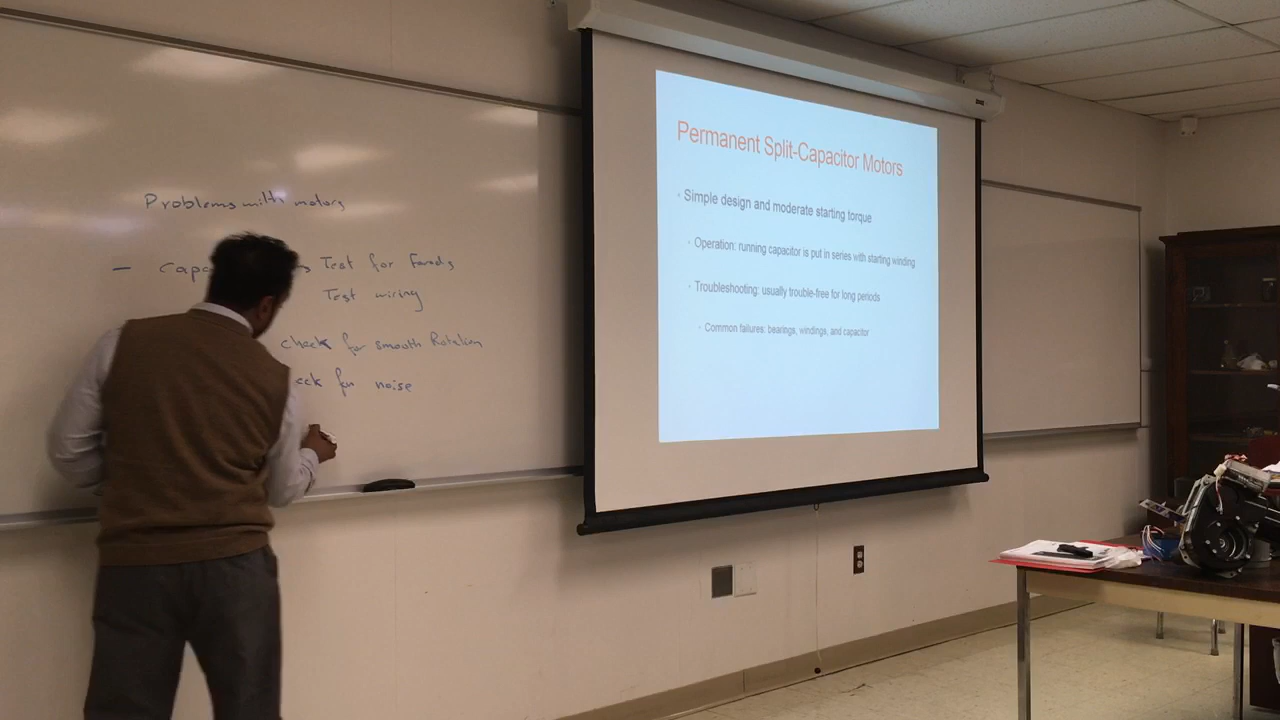 Problems with motors
- Test for Farads
Test wiring
check for smooth Rotation
for noise
Permanent Split-Capacitor Motors
• Simple design and moderate starting torque
• Operation: running capacitor is put in series with starting winding
• Troubleshooting: usually trouble-free for long periods
• Common failures: bearings, windings, and capacitor